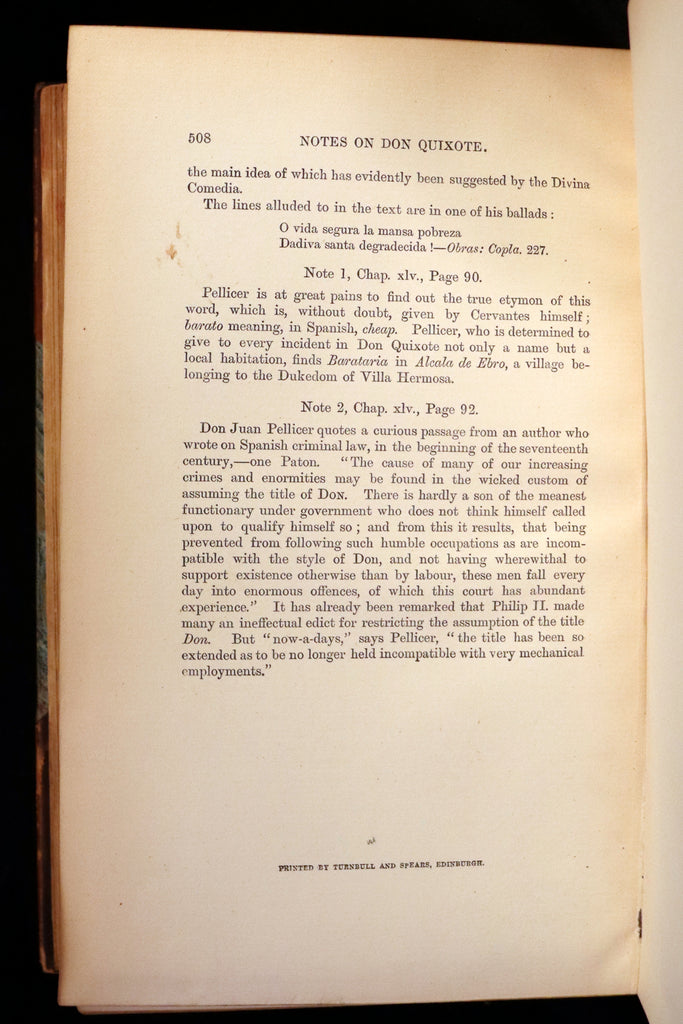 508
NOTES ON DON QUIXOTE.
the main idea of which has evidently been suggested by the Divina
Comedia.
The lines alluded to in the text are in one of his ballads :
O vida segura la mansa pobreza
Dadiva santa degradecida !—Obras: Copla. 227.
Note 1, Chap. xlv., Page 90.
Pellicer is at great pains to find out the true etymon of this
word, which is, without doubt, given by Cervantes himself ;
barato meaning, in Spanish, cheap. Pellicer, who is determined to
give to every incident in Don Quixote not only a name but a
local habitation, finds Barataria in Alcala de Ebro, a village be-
longing to the Dukedom of Villa Hermosa.
Note 2, Chap. xlv., Page 92.
Don Juan Pellicer quotes a curious passage from an author who
wrote on Spanish criminal law, in the beginning of the seventeenth
century,—one Paton. “The cause of many of our increasing
crimes and enormities may be found in the wicked custom of
assuming the title of DON. There is hardly a son of the meanest
functionary under government who does not think himself called
upon to qualify himself so ; and from this it results, that being
prevented from following such humble occupations as are incom-
patible with the style of Don, and not having wherewithal to
support existence otherwise than by labour, these men fall every
day into enormous offences, of which this court has abundant
experience.” It has already been remarked that Philip II. made
many an ineffectual edict for restricting the assumption of the title
Don. But “now-a-days,” says Pellicer, “the title has been so
extended as to be no longer held incompatible with very mechanical
employments.”
PRINTED BY TURNBULL AND SPEARS, EDINBURGH.